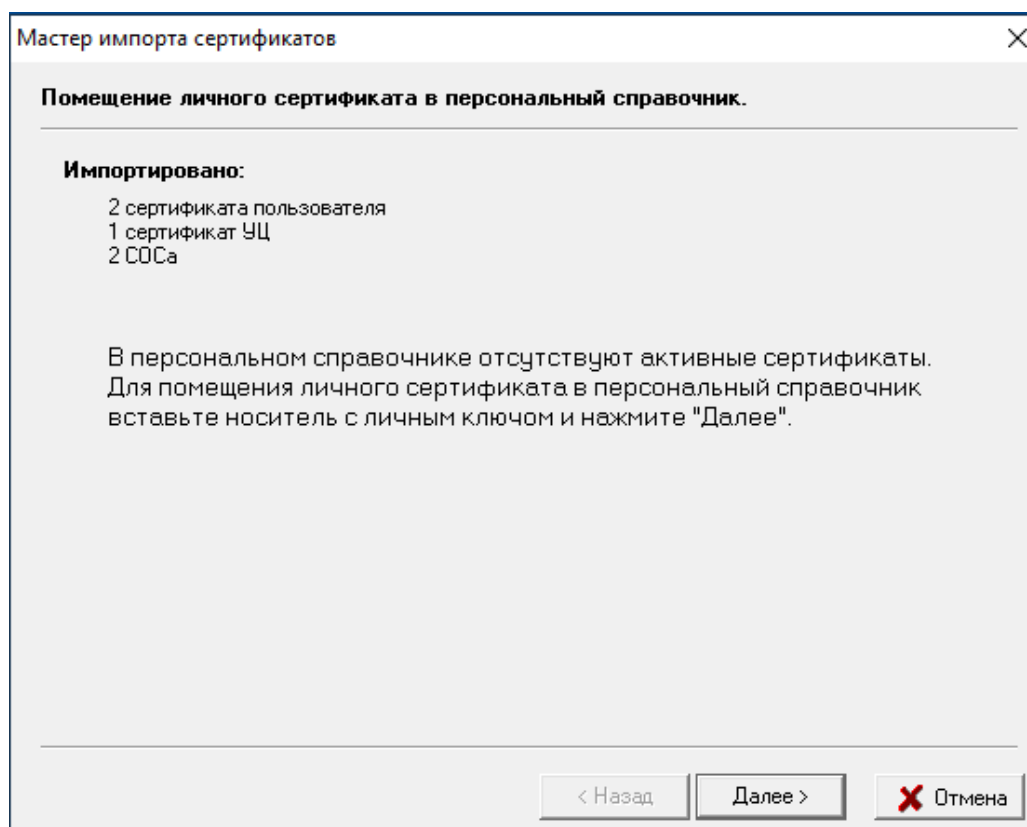 Мастер импорта сертификатов
Помещение личного сертификата в персональный справочник.
Импортировано:
2 сертификата пользователя
1 сертификат УЦ
2 СОСа
В персональном справочнике отсутствуют активные сертификаты.
Для помещения личного сертификата в персональный справочник
вставьте носитель с личным ключом и нажмите "Далее".
< Назад
Далее >
Отмена